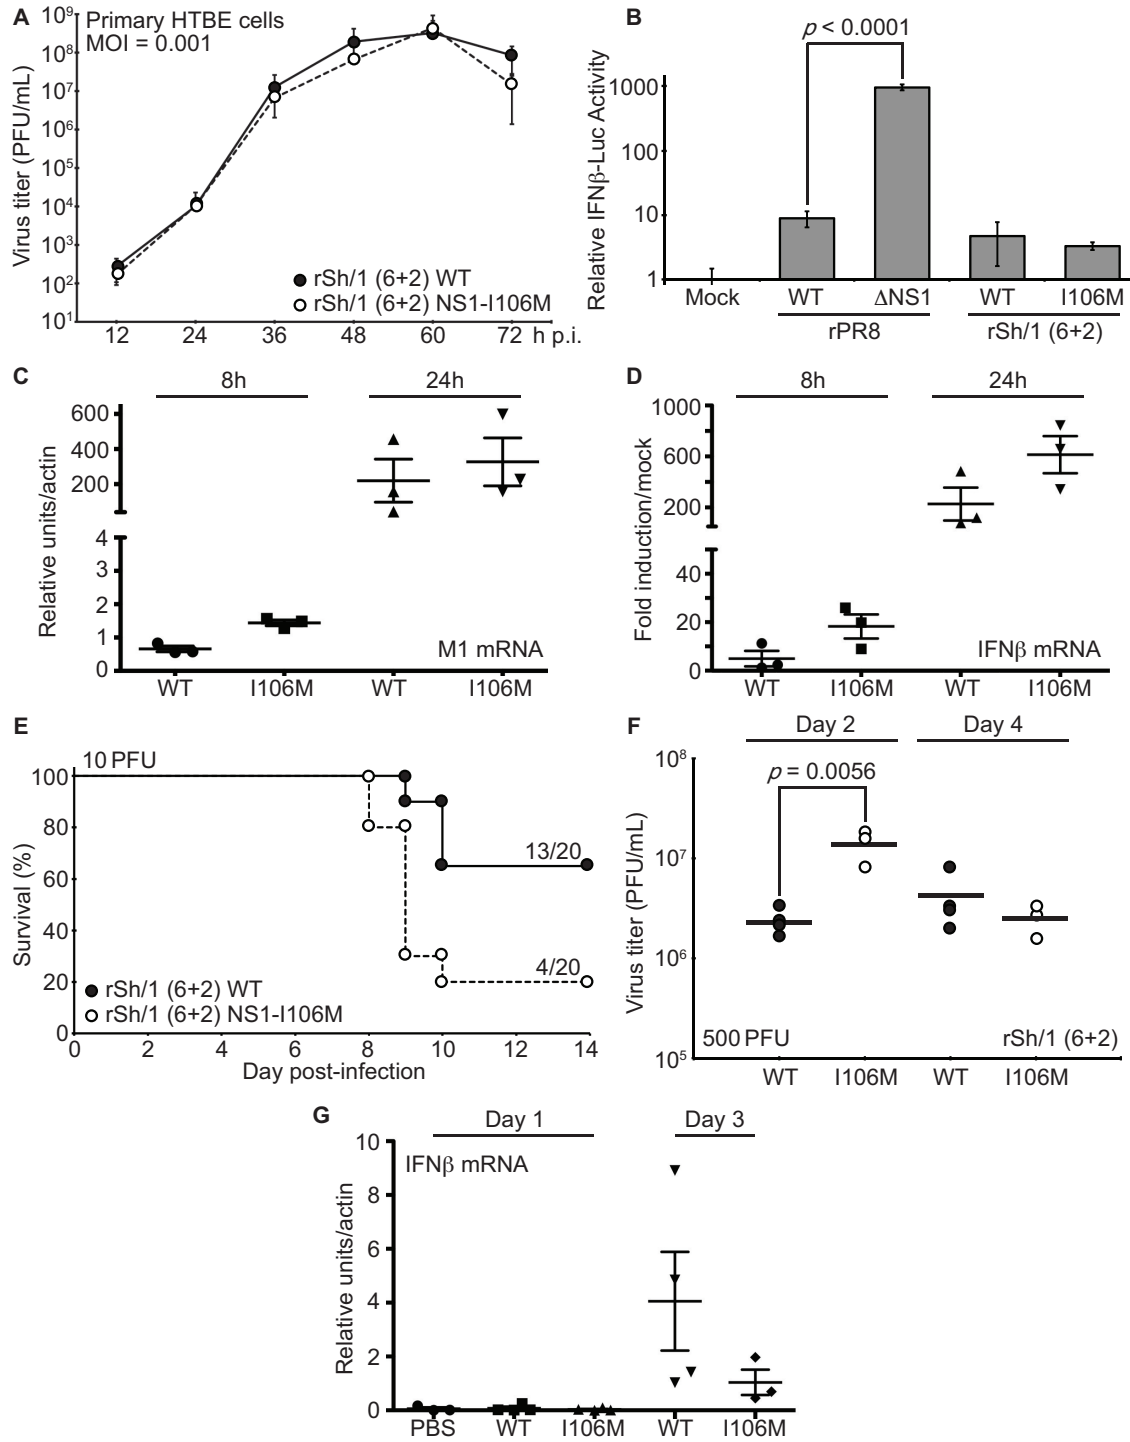 A
Primary HTBE cells
MOI = 0.001
Virus titer (PFU/mL)
10⁹
10⁸
10⁷
10⁶
10⁵
10⁴
10³
10²
10¹
rSh/1 (6+2) WT
rSh/1 (6+2) NS1-I106M
12 24 36 48 60 72 h p.i.
B
p < 0.0001
Relative IFNβ-Luc Activity
1000
100
10
1
Mock WT ΔNS1 WT I106M
rPR8 rSh/1 (6+2)
C
8h 24h
Relative units/actin
600
400
200
4
3
2
1
0
M1 mRNA
WT I106M WT I106M
D
8h 24h
Fold induction/mock
1000
600
200
40
20
0
IFNβ mRNA
WT I106M WT I106M
E
10 PFU
Survival (%)
100
80
60
40
20
0
13/20
4/20
rSh/1 (6+2) WT
rSh/1 (6+2) NS1-I106M
0 2 4 6 8 10 12 14
Day post-infection
F
Day 2 Day 4
p = 0.0056
Virus titer (PFU/mL)
10⁸
10⁷
10⁶
10⁵
500 PFU rSh/1 (6+2)
WT I106M WT I106M
G
Day 1 Day 3
IFNβ mRNA
Relative units/actin
10
8
6
4
2
0
PBS WT I106M WT I106M